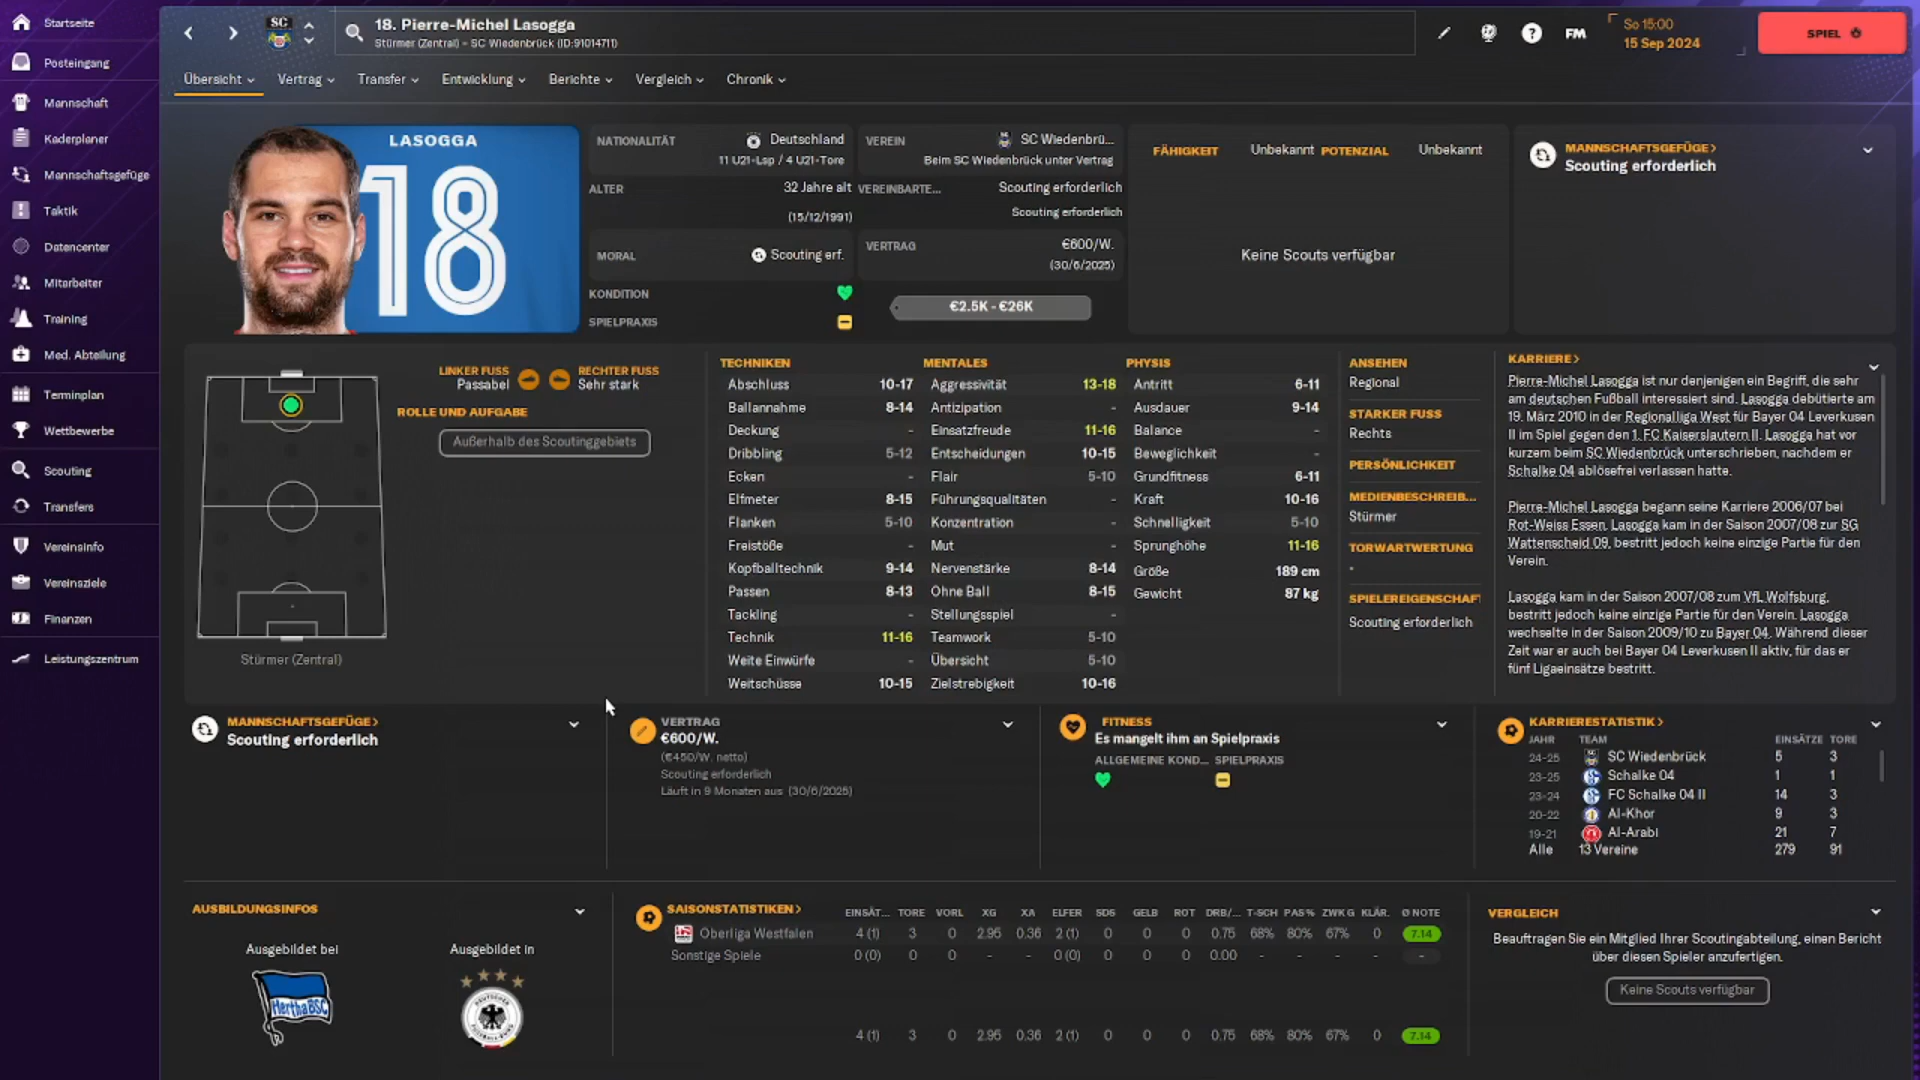 Startseite
Posteingang
Mannschaft
Kaderplaner
Mannschaftsgefüge
Taktik
Datencenter
Mitarbeiter
Training
Med. Abteilung
Terminplan
Wettbewerbe
Scouting
Transfers
Vereinsinfo
Vereinsziele
Finanzen
Leistungszentrum
SC
18. Pierre-Michel Lasogga
Stürmer (Zentral) - SC Wiedenbrück (ID:91014711)
FM
So 15:00
15 Sep 2024
SPIEL
Übersicht
Vertrag
Transfer
Entwicklung
Berichte
Vergleich
Chronik
LASOGGA
18
NATIONALITÄT
Deutschland
11 U21-Lsp / 4 U21-Tore
ALTER
32 Jahre alt
(15/12/1991)
MORAL
Scouting erf.
KONDITION
SPIELPRAXIS
VEREIN
SC Wiedenbrü...
Beim SC Wiedenbrück unter Vertrag
VEREINBARTE...
Scouting erforderlich
Scouting erforderlich
VERTRAG
€600/W.
(30/6/2025)
€2.5K - €26K
FÄHIGKEIT Unbekannt POTENZIAL Unbekannt
Keine Scouts verfügbar
MANNSCHAFTSGEFÜGE>
Scouting erforderlich
LINKER FUSS
Passabel
RECHTER FUSS
Sehr stark
ROLLE UND AUFGABE
Außerhalb des Scoutinggebiets
Stürmer (Zentral)
TECHNIKEN
Abschluss 10-17
Ballannahme 8-14
Deckung -
Dribbling 5-12
Ecken -
Elfmeter 8-15
Flanken 5-10
Freistöße -
Kopfballtechnik 9-14
Passen 8-13
Tackling -
Technik 11-16
Weite Einwürfe -
Weitschüsse 10-15
MENTALES
Aggressivität 13-18
Antizipation -
Einsatzfreude 11-16
Entscheidungen 10-15
Flair 5-10
Führungsqualitäten -
Konzentration -
Mut -
Nervenstärke 8-14
Ohne Ball 8-15
Stellungsspiel -
Teamwork 5-10
Übersicht 5-10
Zielstrebigkeit 10-16
PHYSIS
Antritt 6-11
Ausdauer 9-14
Balance -
Beweglichkeit -
Grundfitness 6-11
Kraft 10-16
Schnelligkeit 5-10
Sprunghöhe 11-16
Größe 189 cm
Gewicht 87 kg
ANSEHEN
Regional
STARKER FUSS
Rechts
PERSÖNLICHKEIT
MEDIENBESCHREIB...
Stürmer
TORWARTWERTUNG
-
SPIELEREIGENSCHAFT
Scouting erforderlich
KARRIERE>
Pierre-Michel Lasogga ist nur denjenigen ein Begriff, die sehr
am deutschen Fußball interessiert sind. Lasogga debütierte am
19. März 2010 in der Regionalliga West für Bayer 04 Leverkusen
II im Spiel gegen den 1. FC Kaiserslautern II. Lasogga hat vor
kurzem beim SC Wiedenbrück unterschrieben, nachdem er
Schalke 04 ablösefrei verlassen hatte.
Pierre-Michel Lasogga begann seine Karriere 2006/07 bei
Rot-Weiss Essen. Lasogga kam in der Saison 2007/08 zur SG
Wattenscheid 09, bestritt jedoch keine einzige Partie für den
Verein.
Lasogga kam in der Saison 2007/08 zum VfL Wolfsburg,
bestritt jedoch keine einzige Partie für den Verein. Lasogga
wechselte in der Saison 2009/10 zu Bayer 04. Während dieser
Zeit war er auch bei Bayer 04 Leverkusen II aktiv, für das er
fünf Ligaeinsätze bestritt.
MANNSCHAFTSGEFÜGE>
Scouting erforderlich
VERTRAG
€600/W.
(€450/W. netto)
Scouting erforderlich
Läuft in 9 Monaten aus (30/6/2025)
FITNESS
Es mangelt ihm an Spielpraxis
ALLGEMEINE KOND... SPIELPRAXIS
KARRIERESTATISTIK>
JAHR TEAM EINSÄTZE TORE
24-25 SC Wiedenbrück 5 3
23-25 Schalke 04 1 1
23-24 FC Schalke 04 II 14 3
20-22 Al-Khor 9 3
19-21 Al-Arabi 21 7
Alle 13 Vereine 279 91
AUSBILDUNGSINFOS
Ausgebildet bei
Hertha BSC
Ausgebildet in
SAISONSTATISTIKEN> EINSÄT... TORE VORL XG XA ELFER SDS GELB ROT DRB/... T-SCH PAS% ZWK G KLÄR. Ø NOTE
Oberliga Westfalen 4 (1) 3 0 2.95 0.36 2 (1) 0 0 0 0.75 68% 80% 67% 0 7.14
Sonstige Spiele 0 (0) 0 0 - - 0 (0) 0 0 0 0.00 - - - - -
4 (1) 3 0 2.95 0.36 2 (1) 0 0 0 0.75 68% 80% 67% 0 7.14
VERGLEICH
Beauftragen Sie ein Mitglied Ihrer Scoutingabteilung, einen Bericht
über diesen Spieler anzufertigen.
Keine Scouts verfügbar